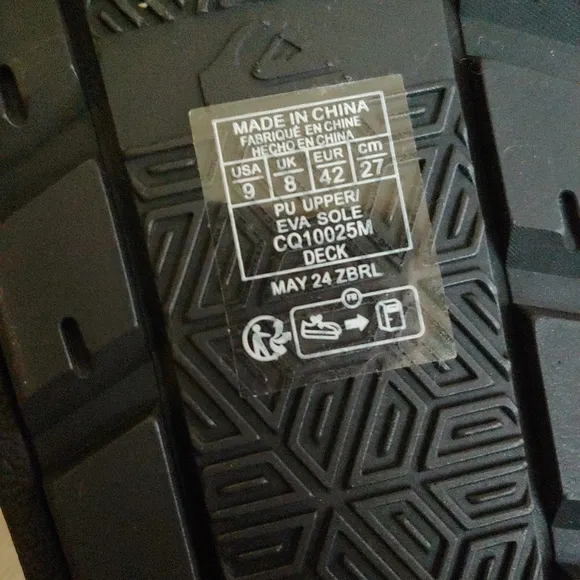 MADE IN CHINA
FABRIQUÉ EN CHINE
HECHO EN CHINA
USA UK EUR cm
9 8 42 27
PU UPPER/
EVA SOLE
CQ10025M
DECK
MAY 24 ZBRL
FR